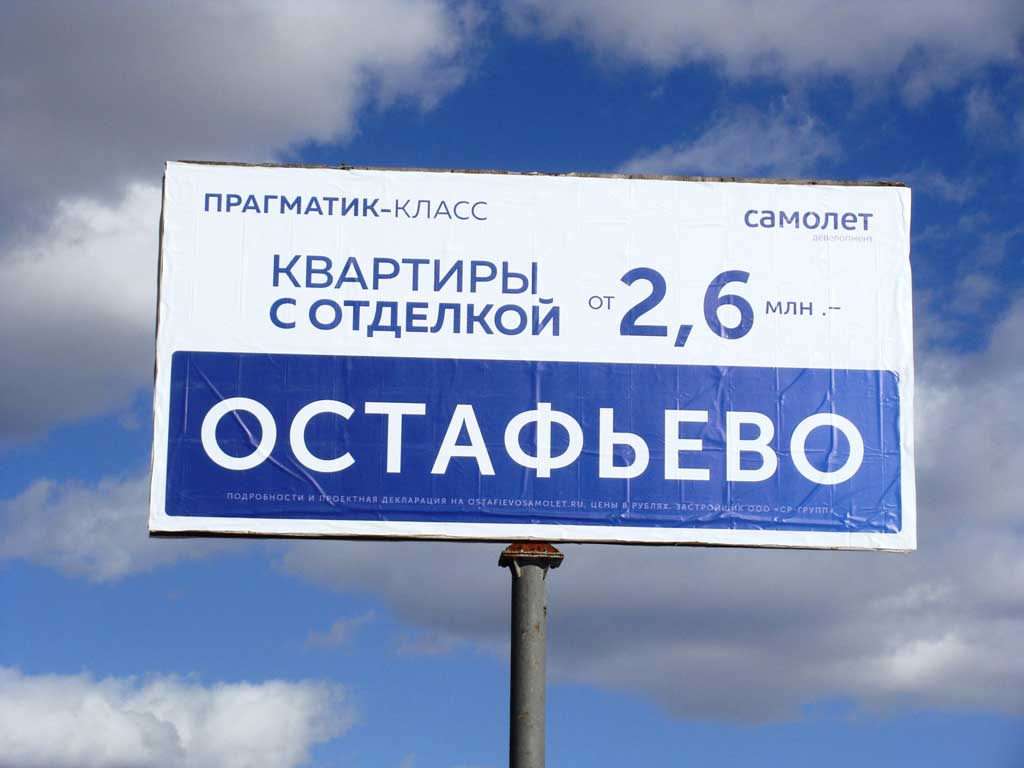 ПРАГМАТИК-КЛАСС
самолет
девелопмент
КВАРТИРЫ
С ОТДЕЛКОЙ
от 2,6 млн .–
ОСТАФЬЕВО
ПОДРОБНОСТИ И ПРОЕКТНАЯ ДЕКЛАРАЦИЯ НА OSTAFIEVOSAMOLET.RU. ЦЕНЫ В РУБЛЯХ. ЗАСТРОЙЩИК ООО «СР-ГРУПП»